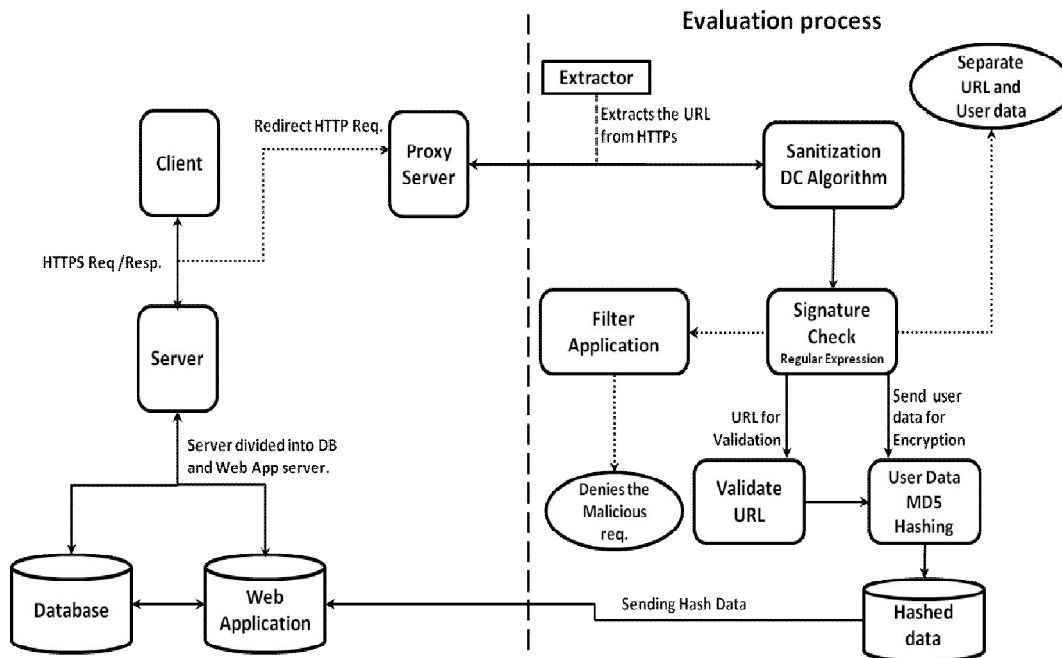 Evaluation process
Extractor
Separate
URL and
User data
Redirect HTTP Req.
Extracts the URL
from HTTPs
Client
Proxy
Server
Sanitization
DC Algorithm
HTTPS Req /Resp.
Server
Filter
Application
Signature
Check
Regular Expression
URL for
Validation
Send user
data for
Encryption
Server divided into DB
and Web App server.
Denies the
Malicious
req.
Validate
URL
User Data
MD5
Hashing
Database
Web
Application
Sending Hash Data
Hashed
data